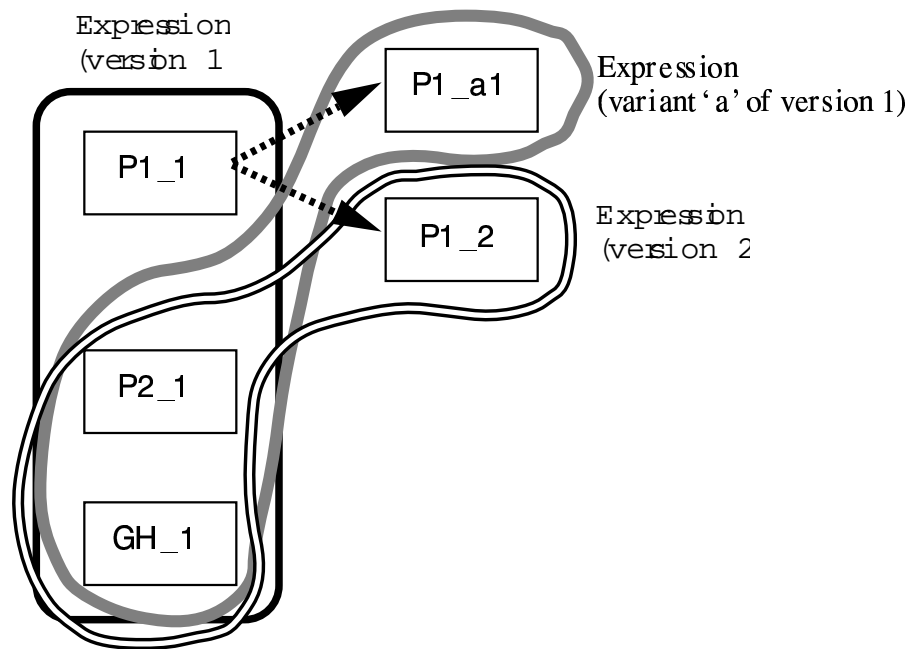 Expression
(version 1
P1_a1
Expression
(variant ‘a’ of version 1)
P1_1
P1_2
Expression
(version 2
P2_1
GH_1